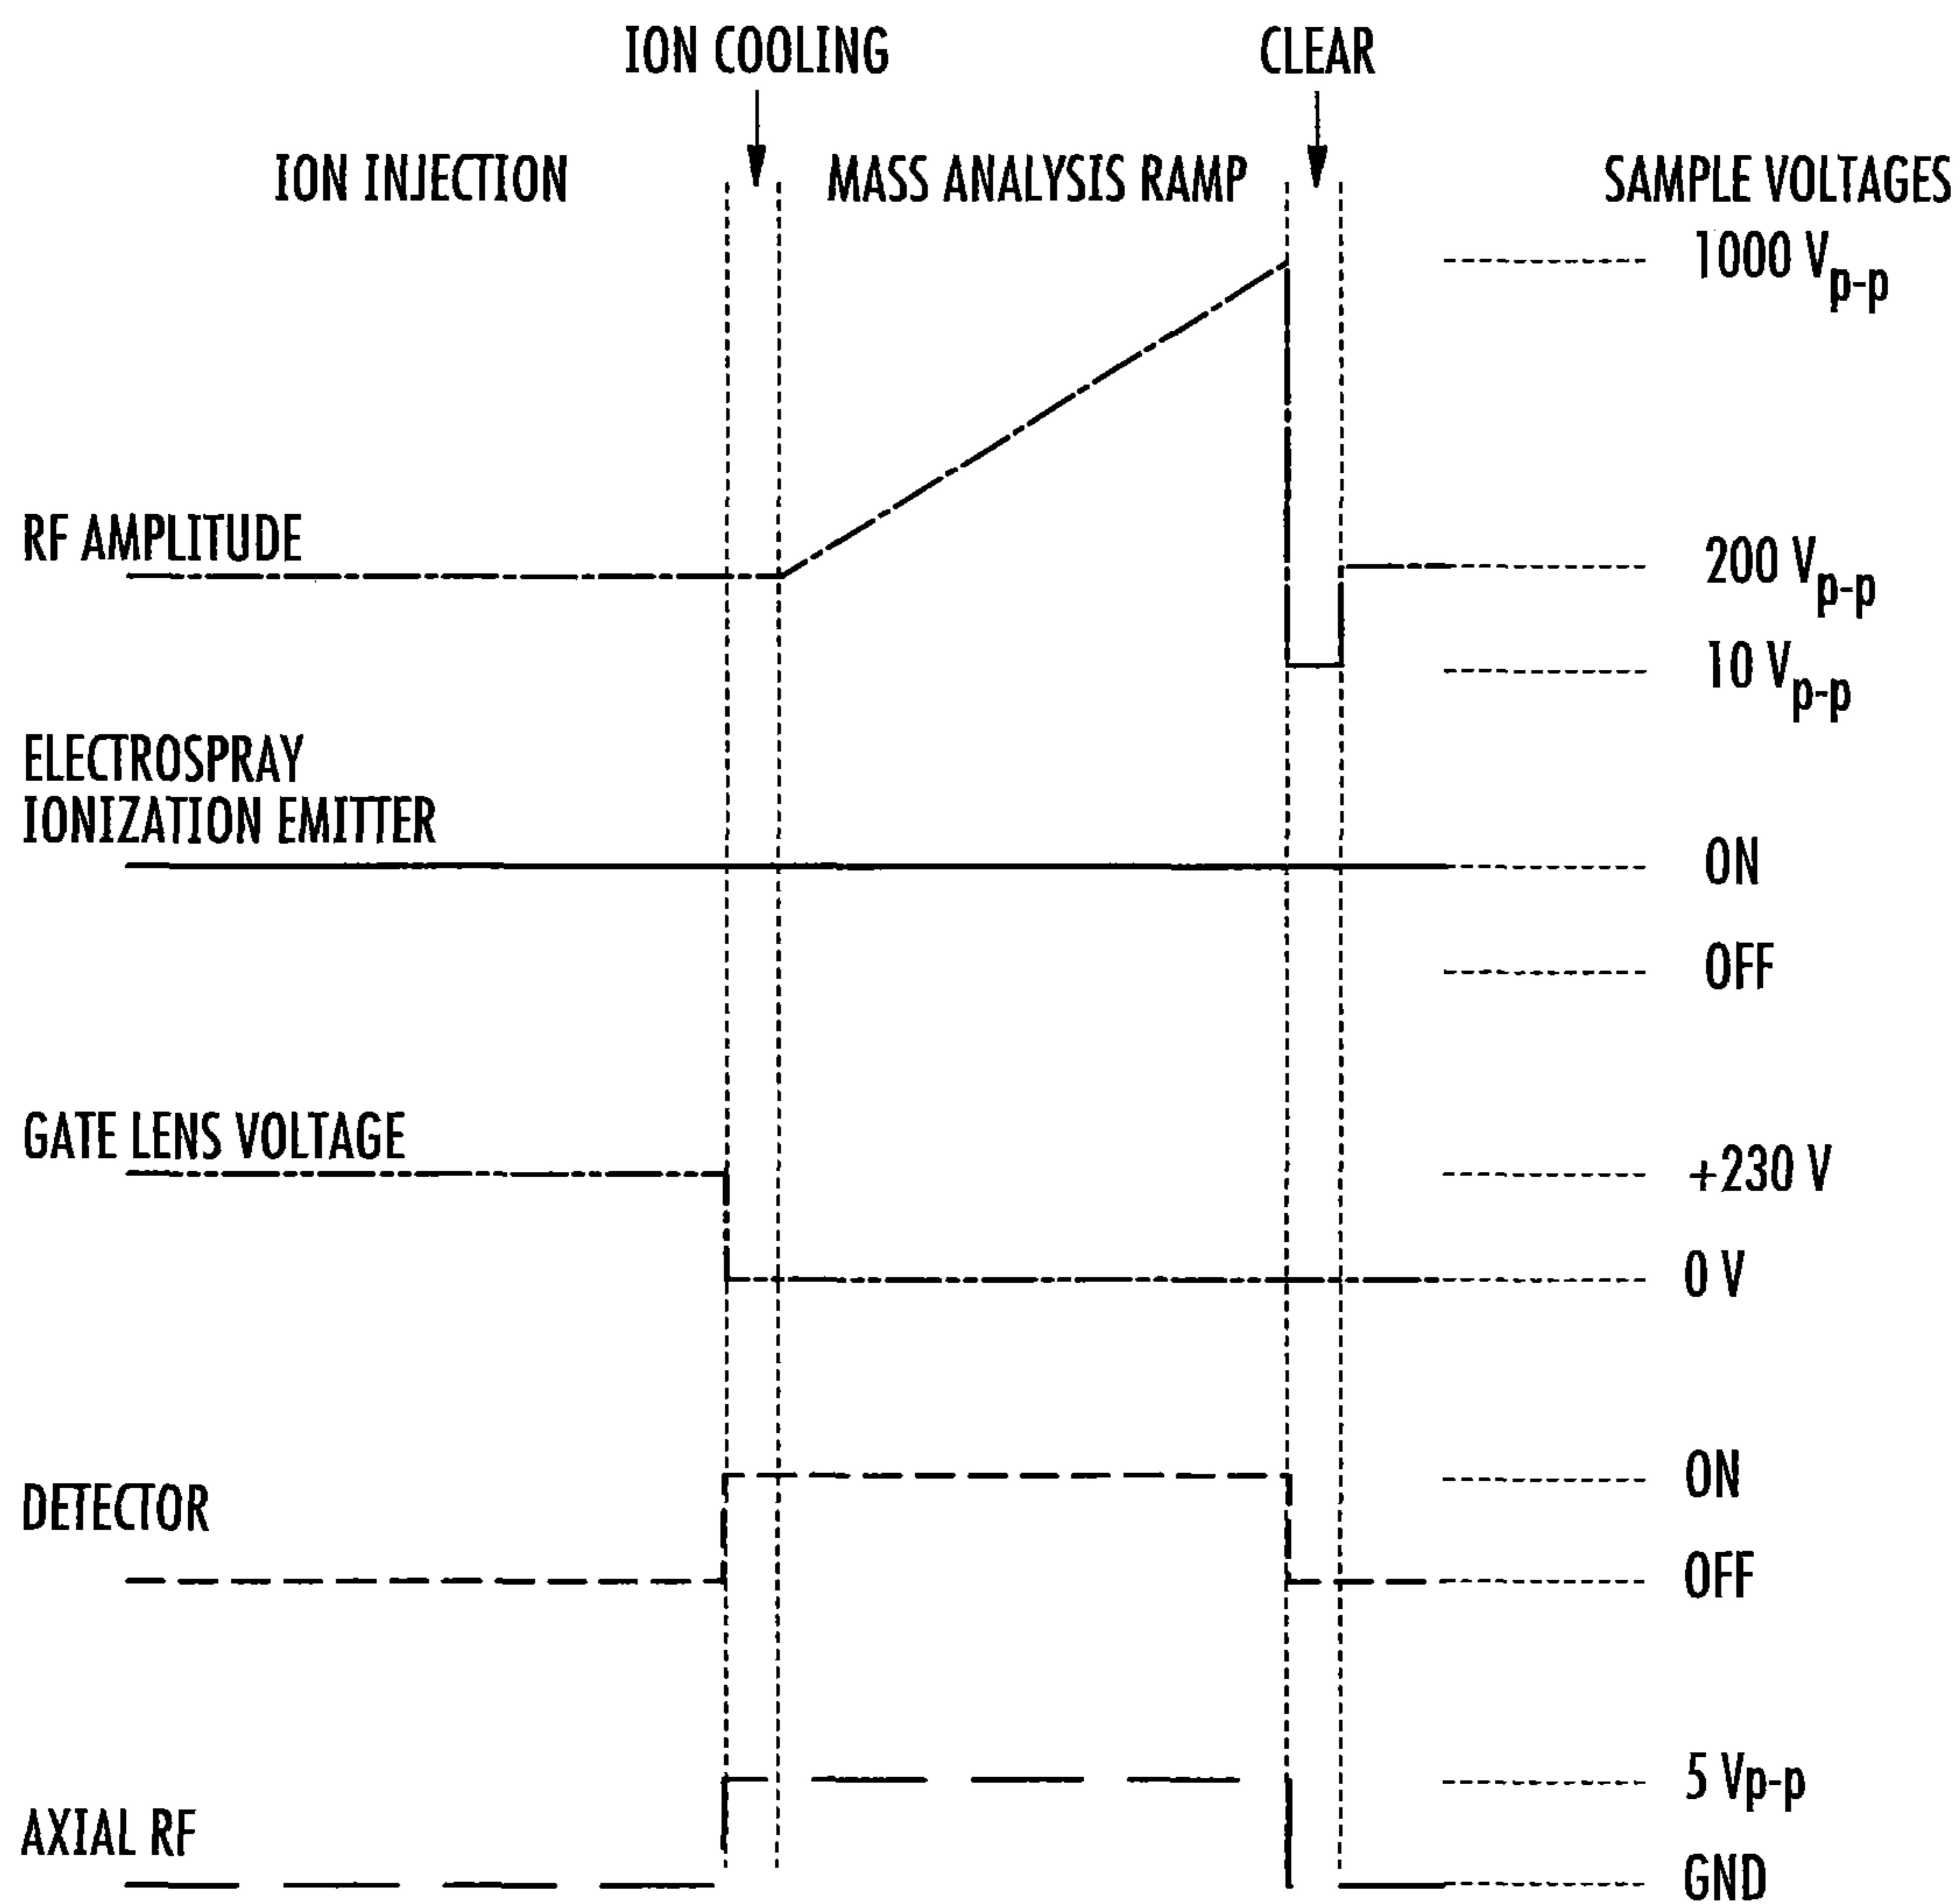 ION COOLING
CLEAR
ION INJECTION
MASS ANALYSIS RAMP
SAMPLE VOLTAGES
1000 Vp-p
RF AMPLITUDE
200 Vp-p
10 Vp-p
ELECTROSPRAY
IONIZATION EMITTER
ON
OFF
GATE LENS VOLTAGE
+230 V
0 V
DETECTOR
ON
OFF
5 Vp-p
AXIAL RF
GND